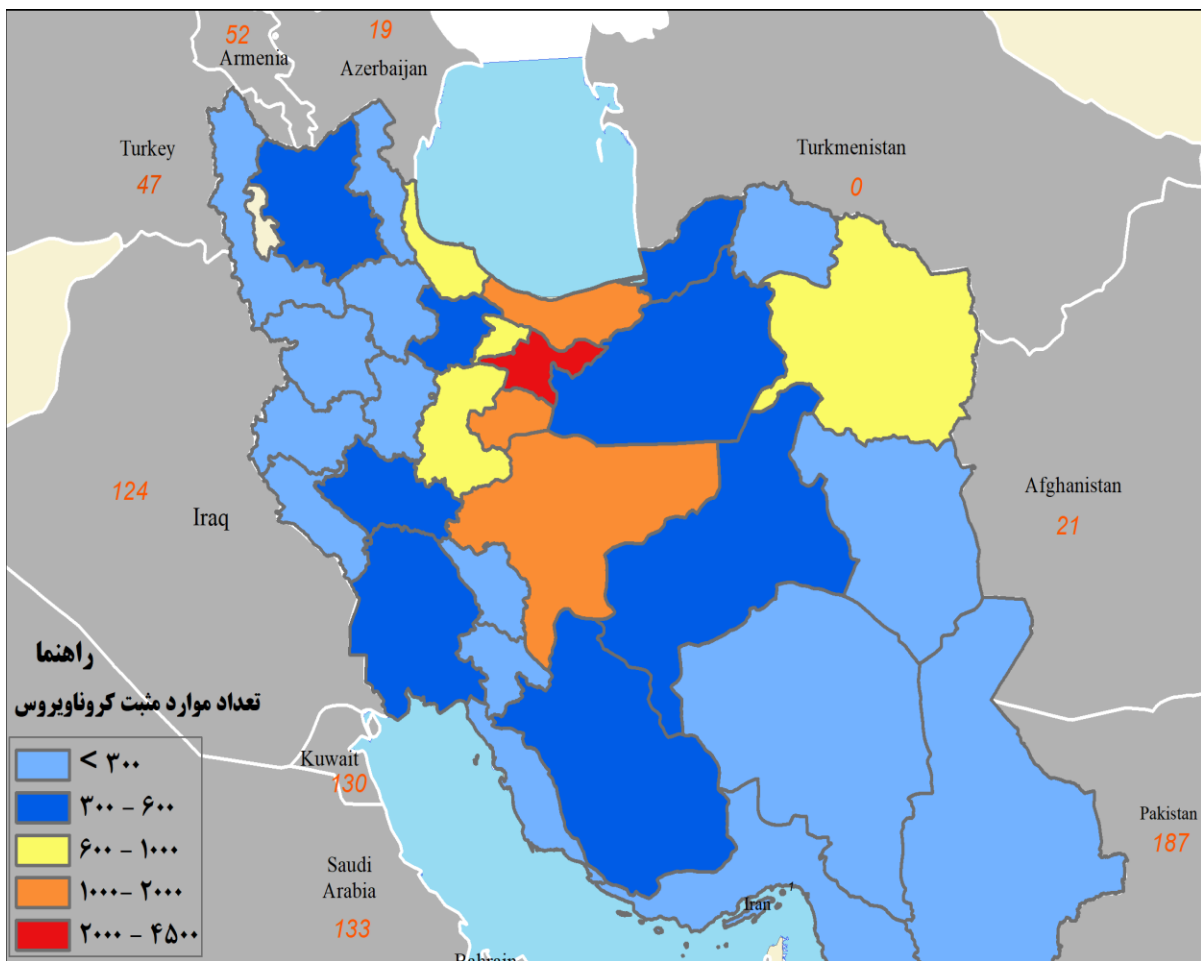 52
19
Armenia
Azerbaijan
Turkey
47
Turkmenistan
0
124
Iraq
Afghanistan
21
راهنما
تعداد موارد مثبت کروناویروس
< ۳۰۰
۳۰۰ - ۶۰۰
۶۰۰ - ۱۰۰۰
۱۰۰۰ - ۲۰۰۰
۲۰۰۰ - ۴۵۰۰
Kuwait
130
Pakistan
187
Saudi
Arabia
133
Iran
Bahrain